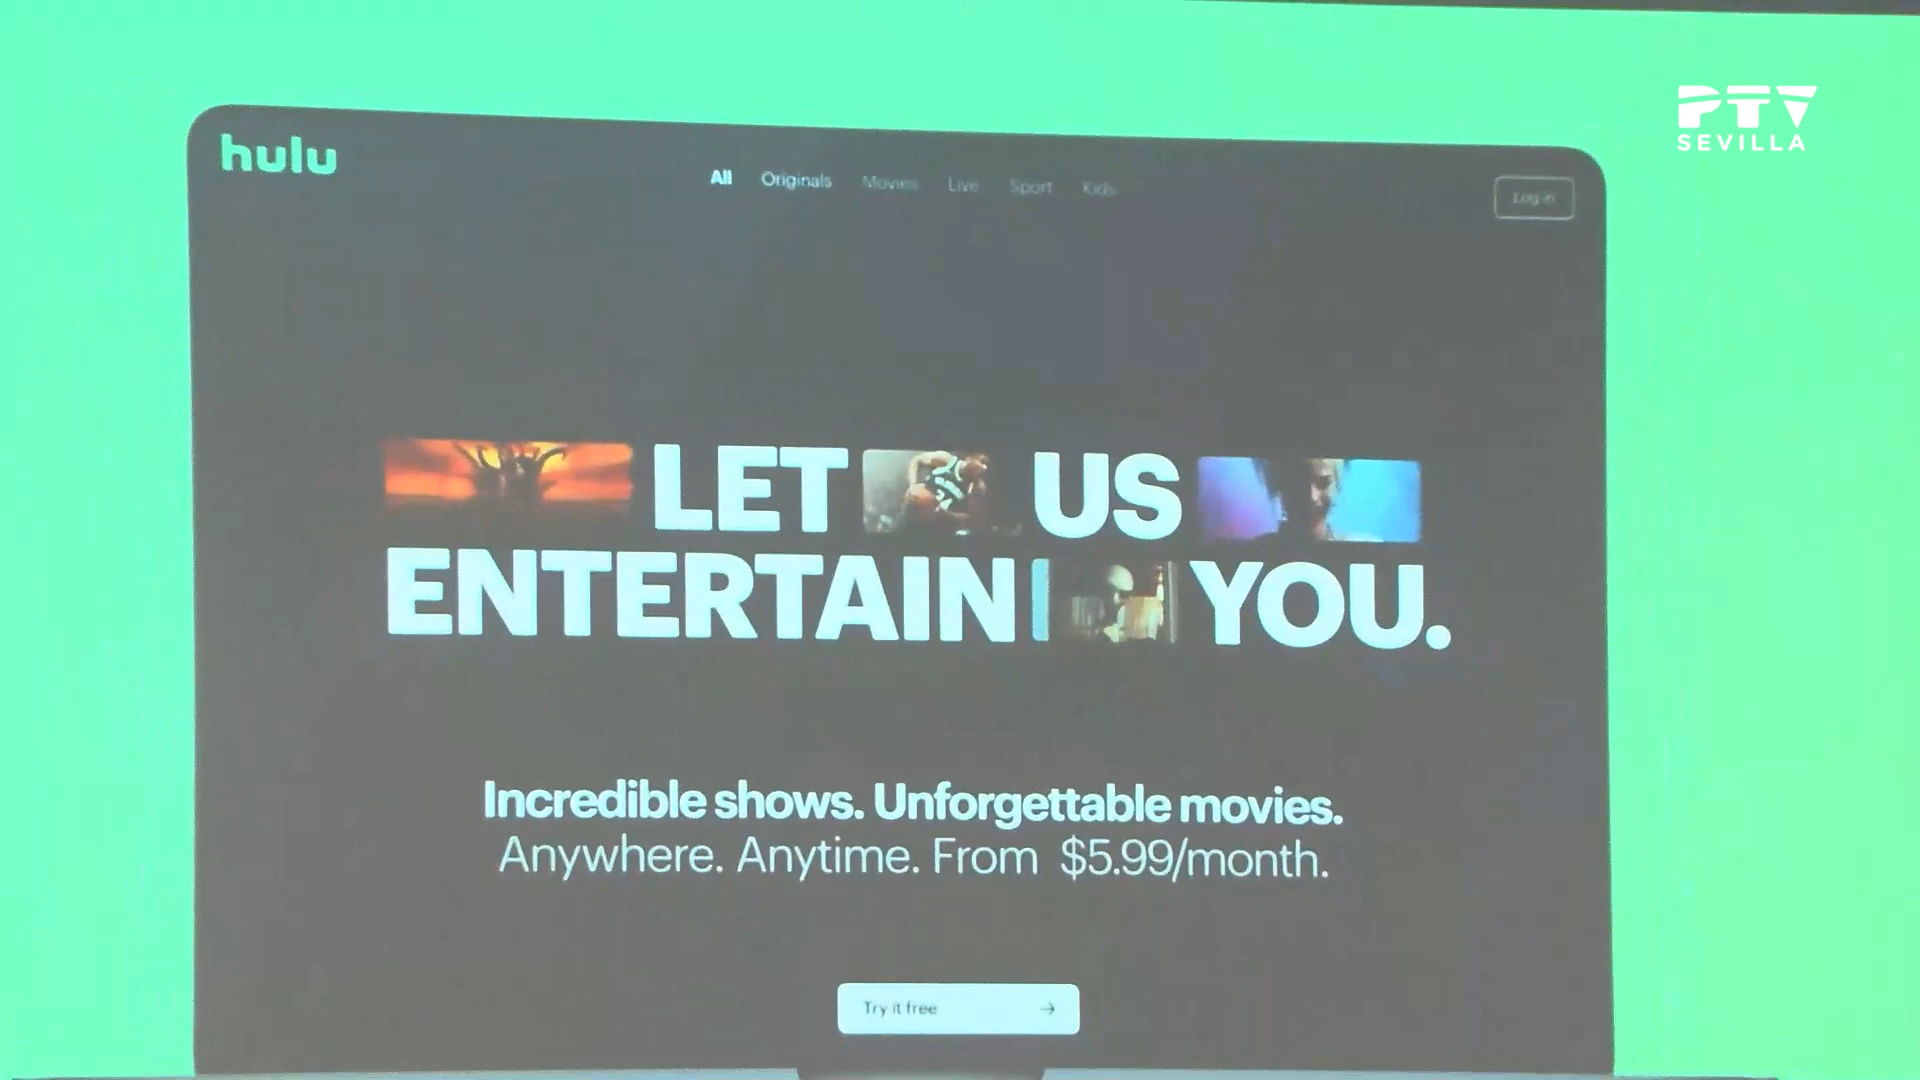 PTV
SEVILLA
hulu
All Originals Movies Live Sport Kids
Log in
LET US
ENTERTAIN YOU.
Incredible shows. Unforgettable movies.
Anywhere. Anytime. From $5.99/month.
Try it free →